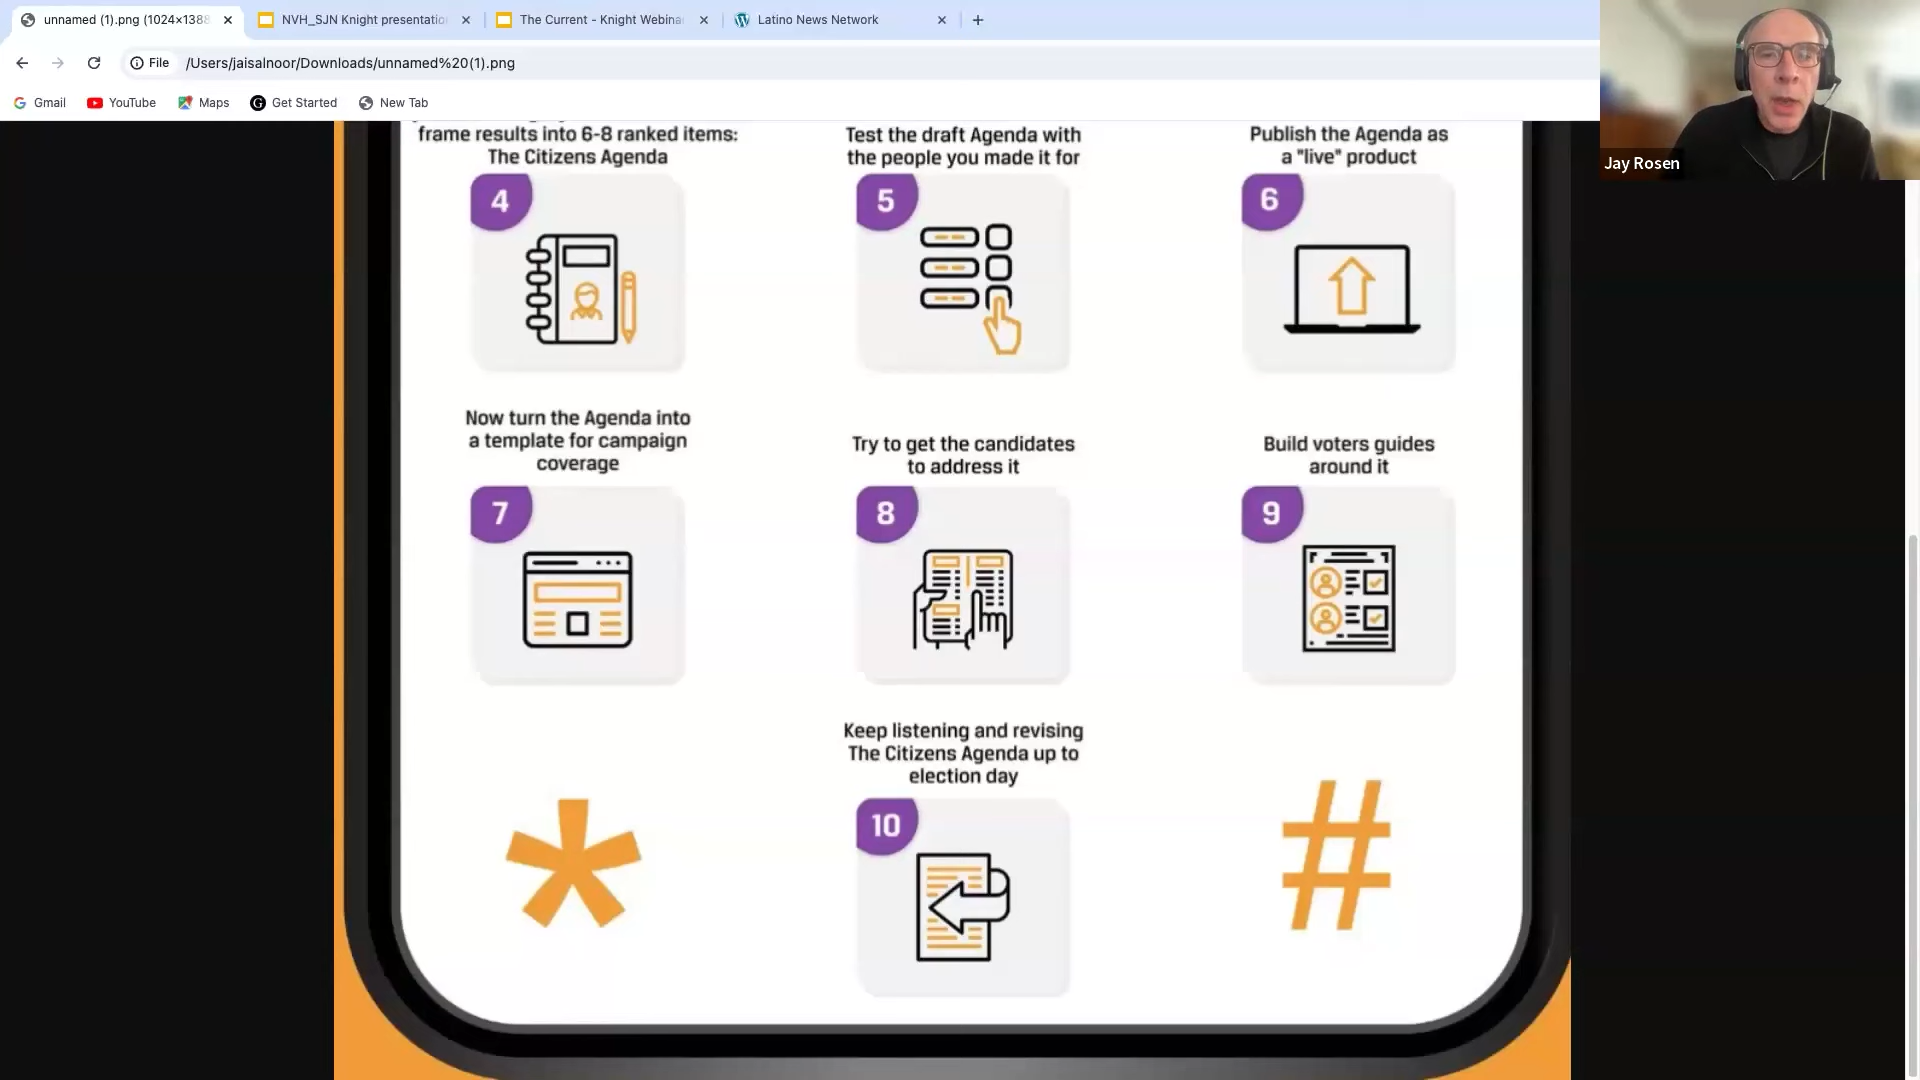 unnamed (1).png (1024×1388
NVH_SJN Knight presentatio
The Current - Knight Webina
Latino News Network
File
/Users/jaisalnoor/Downloads/unnamed%20(1).png
Gmail
YouTube
Maps
Get Started
New Tab
Jay Rosen
frame results into 6-8 ranked items:
The Citizens Agenda
4
Test the draft Agenda with
the people you made it for
5
Publish the Agenda as
a "live" product
6
Now turn the Agenda into
a template for campaign
coverage
7
Try to get the candidates
to address it
8
Build voters guides
around it
9
Keep listening and revising
The Citizens Agenda up to
election day
10
*
#